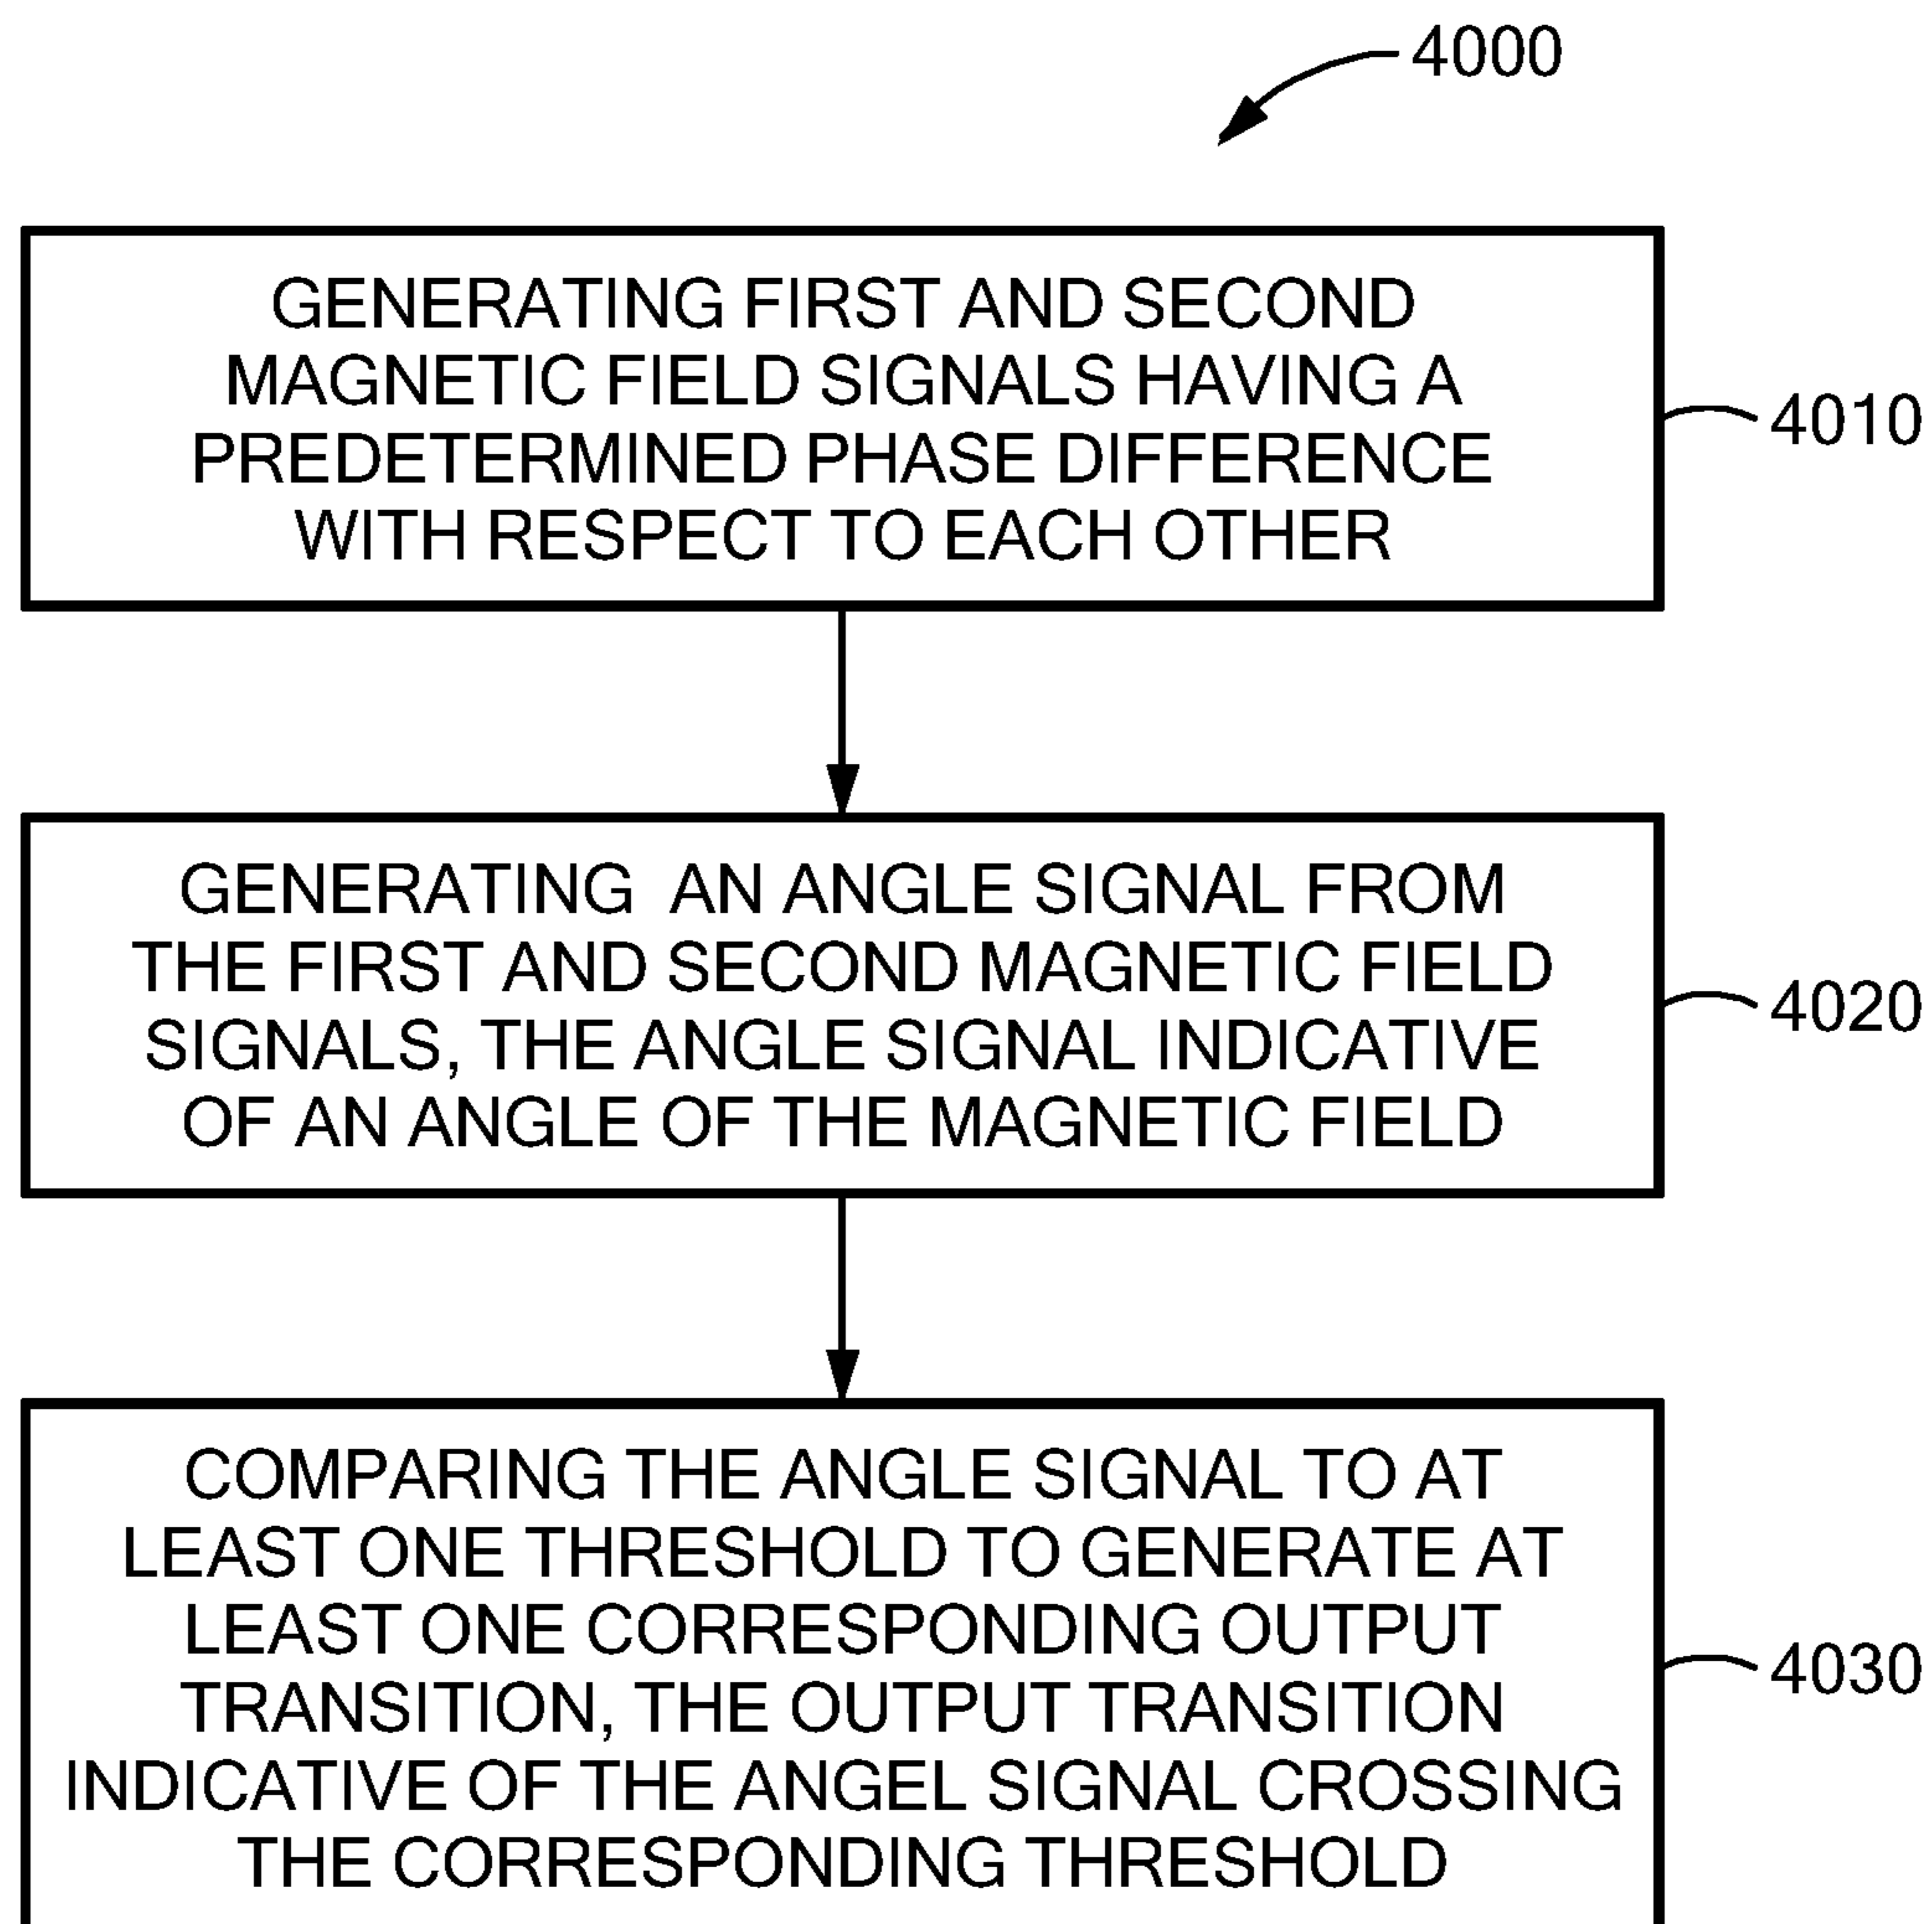 4000
GENERATING FIRST AND SECOND
MAGNETIC FIELD SIGNALS HAVING A
PREDETERMINED PHASE DIFFERENCE
WITH RESPECT TO EACH OTHER
4010
GENERATING AN ANGLE SIGNAL FROM
THE FIRST AND SECOND MAGNETIC FIELD
SIGNALS, THE ANGLE SIGNAL INDICATIVE
OF AN ANGLE OF THE MAGNETIC FIELD
4020
COMPARING THE ANGLE SIGNAL TO AT
LEAST ONE THRESHOLD TO GENERATE AT
LEAST ONE CORRESPONDING OUTPUT
TRANSITION, THE OUTPUT TRANSITION
INDICATIVE OF THE ANGEL SIGNAL CROSSING
THE CORRESPONDING THRESHOLD
4030